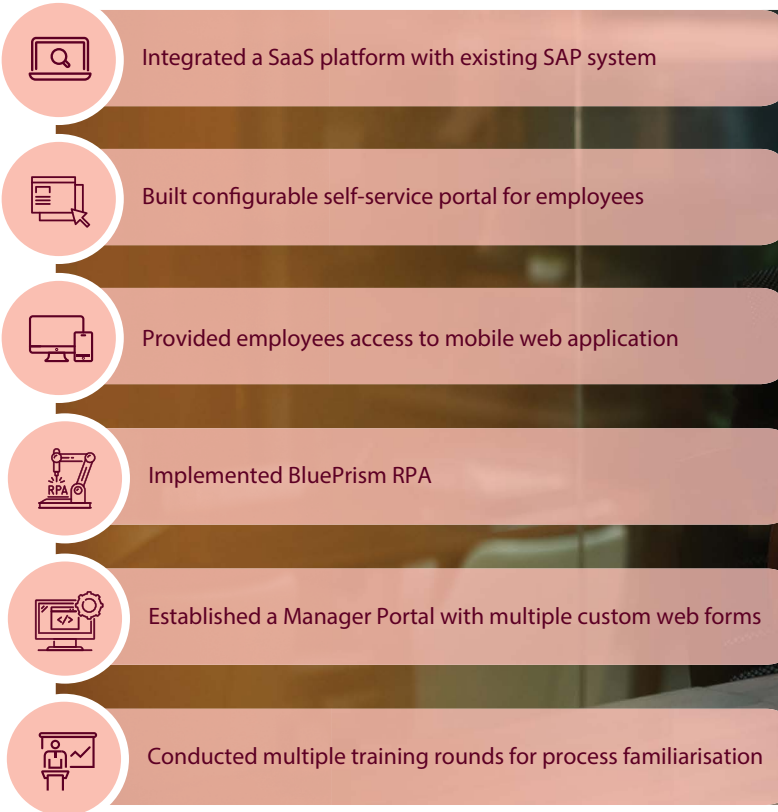 Integrated a SaaS platform with existing SAP system
Built configurable self-service portal for employees
Provided employees access to mobile web application
RPA
Implemented BluePrism RPA
</>
Established a Manager Portal with multiple custom web forms
Conducted multiple training rounds for process familiarisation